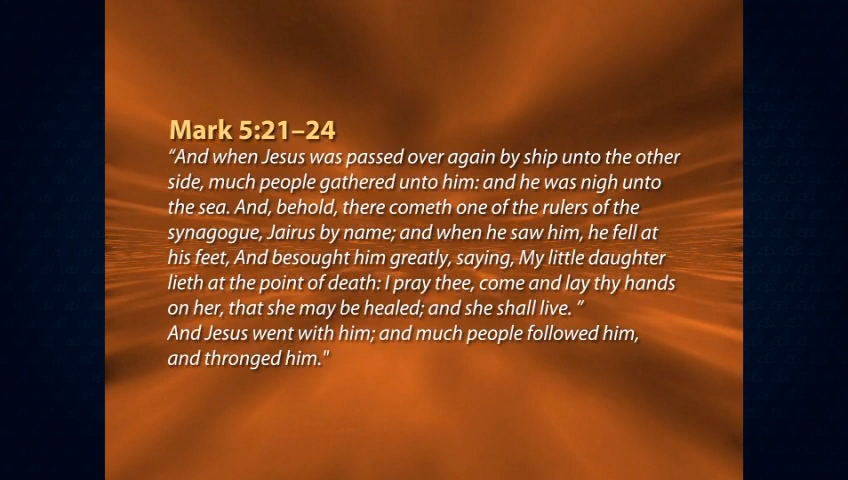 Mark 5:21–24
“And when Jesus was passed over again by ship unto the other
side, much people gathered unto him: and he was nigh unto
the sea. And, behold, there cometh one of the rulers of the
synagogue, Jairus by name; and when he saw him, he fell at
his feet, And besought him greatly, saying, My little daughter
lieth at the point of death: I pray thee, come and lay thy hands
on her, that she may be healed; and she shall live. ”
And Jesus went with him; and much people followed him,
and thronged him."